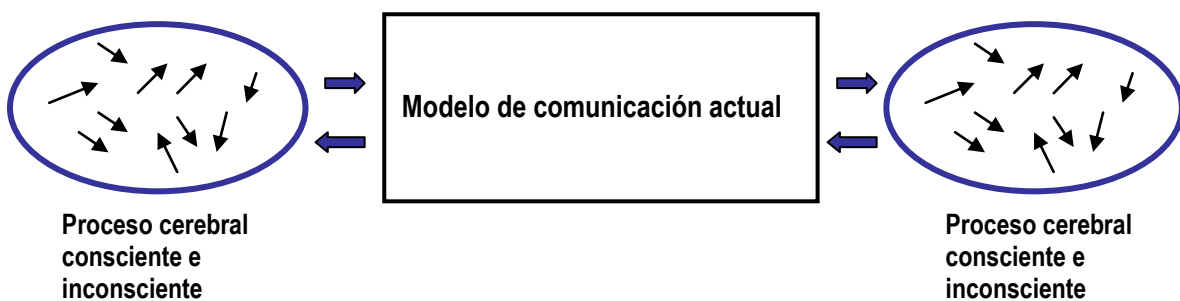 Modelo de comunicación actual
Proceso cerebral
consciente e
inconsciente
Proceso cerebral
consciente e
inconsciente